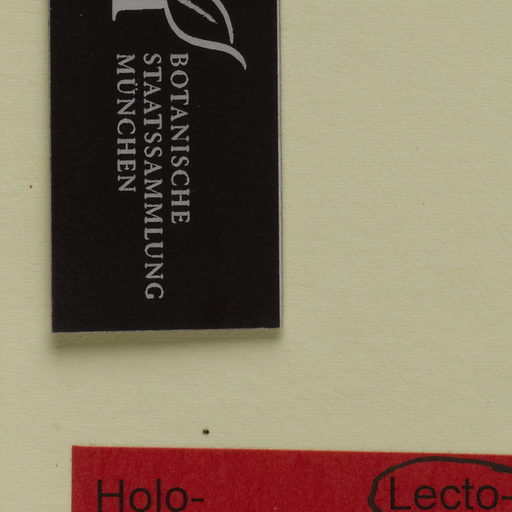 BOTANISCHE
STAATSSAMMLUNG
MÜNCHEN
Holo- Lecto-